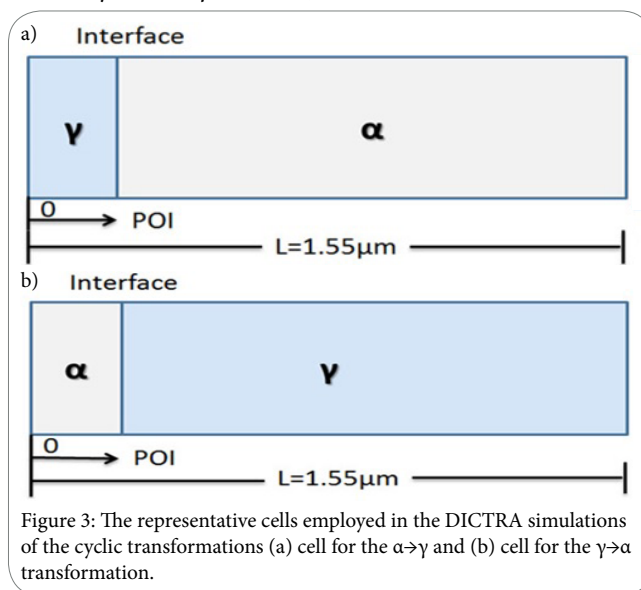 a)
Interface
γ
α
0
POI
L=1.55μm
b)
Interface
α
γ
0
POI
L=1.55μm
Figure 3: The representative cells employed in the DICTRA simulations
of the cyclic transformations (a) cell for the α→γ and (b) cell for the γ→α
transformation.